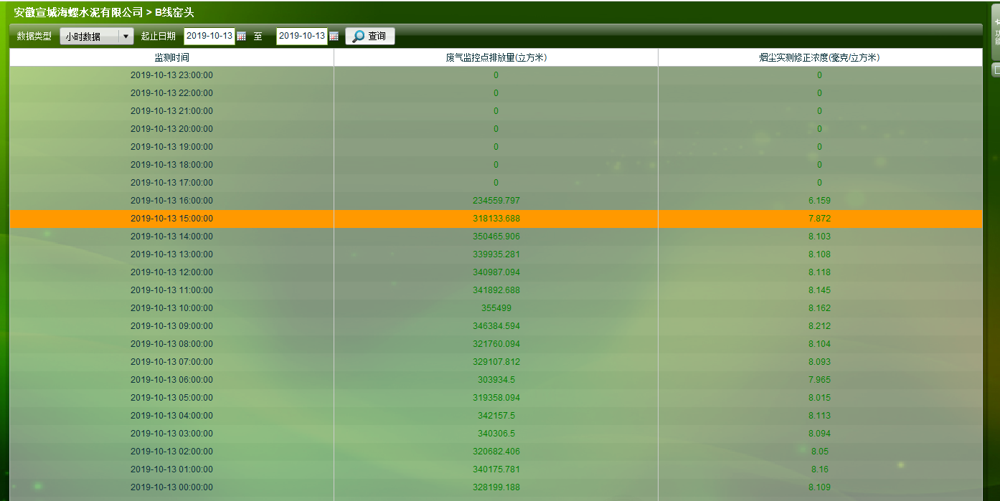 安徽宣城海螺水泥有限公司 > B线窑头
数据类型 小时数据 起止日期 2019-10-13 至 2019-10-13 查询
监测时间 废气监控点排放量(立方米) 烟尘实测修正浓度(毫克/立方米)
2019-10-13 23:00:00 0 0
2019-10-13 22:00:00 0 0
2019-10-13 21:00:00 0 0
2019-10-13 20:00:00 0 0
2019-10-13 19:00:00 0 0
2019-10-13 18:00:00 0 0
2019-10-13 17:00:00 0 0
2019-10-13 16:00:00 234559.797 6.159
2019-10-13 15:00:00 318133.688 7.872
2019-10-13 14:00:00 350465.906 8.103
2019-10-13 13:00:00 339935.281 8.108
2019-10-13 12:00:00 340987.094 8.118
2019-10-13 11:00:00 341892.688 8.145
2019-10-13 10:00:00 355499 8.162
2019-10-13 09:00:00 346384.594 8.212
2019-10-13 08:00:00 321760.094 8.104
2019-10-13 07:00:00 329107.812 8.093
2019-10-13 06:00:00 303934.5 7.965
2019-10-13 05:00:00 319358.094 8.015
2019-10-13 04:00:00 342157.5 8.113
2019-10-13 03:00:00 340306.5 8.094
2019-10-13 02:00:00 320682.406 8.05
2019-10-13 01:00:00 340175.781 8.16
2019-10-13 00:00:00 328199.188 8.109
功
能